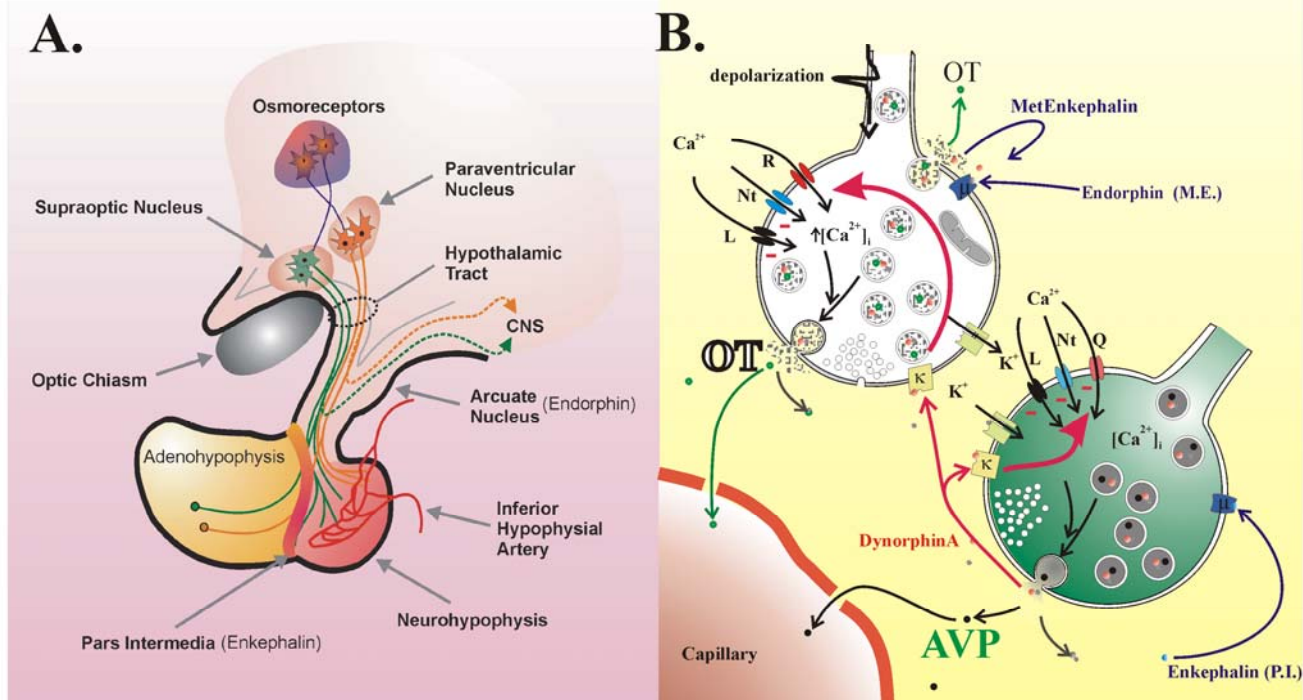 A.
Osmoreceptors
Paraventricular
Nucleus
Supraoptic Nucleus
Hypothalamic
Tract
CNS
Optic Chiasm
Arcuate
Nucleus (Endorphin)
Adenohypophysis
Inferior
Hypophysial
Artery
Neurohypophysis
Pars Intermedia (Enkephalin)
B.
depolarization
OT
MetEnkephalin
Ca²⁺
R
Nt
L
μ
Endorphin (M.E.)
↑[Ca²⁺]ᵢ
OT
κ
K⁺
K⁺
Ca²⁺
L
Nt
Q
[Ca²⁺]ᵢ
κ
μ
DynorphinA
Capillary
AVP
Enkephalin (P.I.)